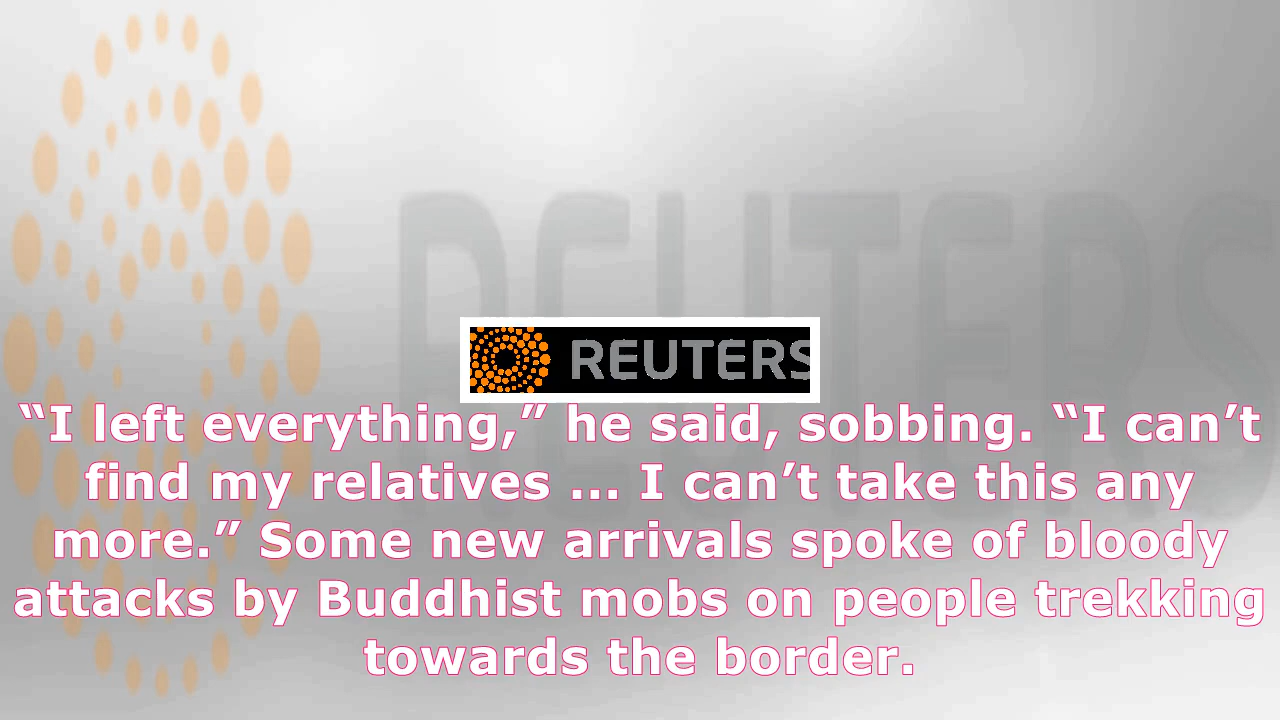 REUTERS
REUTERS
“I left everything,” he said, sobbing. “I can’t
find my relatives ... I can’t take this any
more.” Some new arrivals spoke of bloody
attacks by Buddhist mobs on people trekking
towards the border.